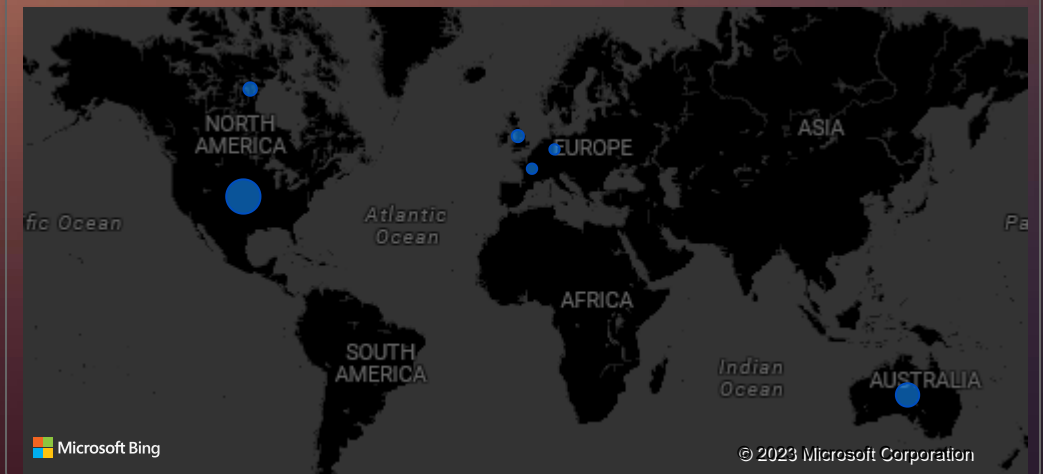 NORTH
AMERICA
EUROPE
ASIA
Atlantic
Ocean
fic Ocean
Pa
AFRICA
SOUTH
AMERICA
Indian
Ocean
AUSTRALIA
Microsoft Bing
© 2023 Microsoft Corporation